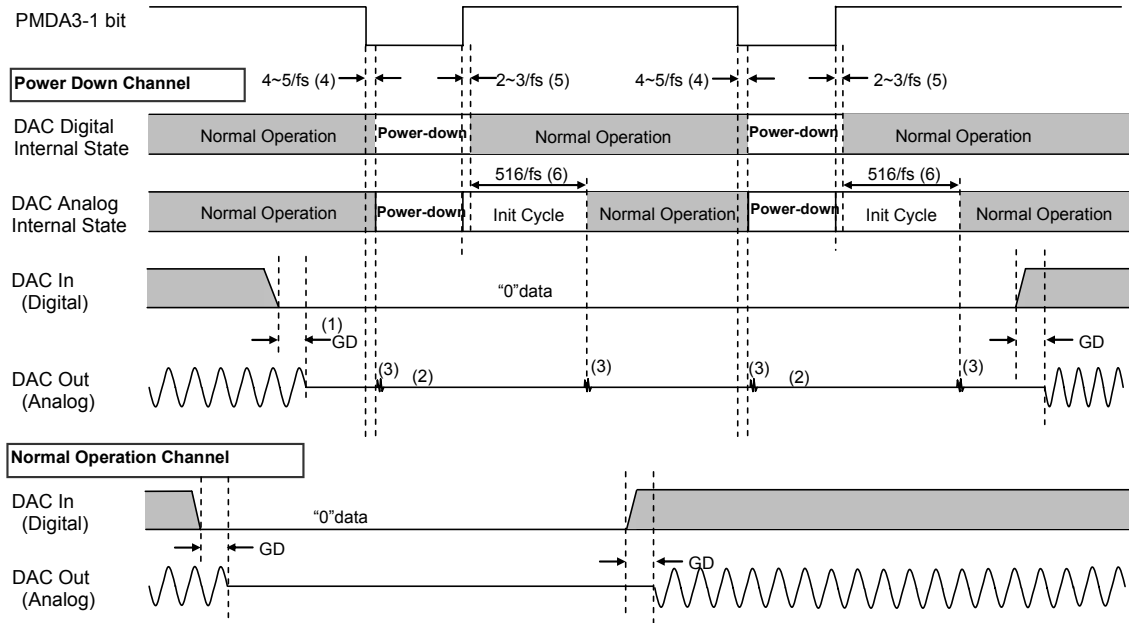 PMDA3-1 bit
4~5/fs (4)
2~3/fs (5)
4~5/fs (4)
2~3/fs (5)
Power Down Channel
DAC Digital
Internal State
Normal Operation
Power-down
Normal Operation
Power-down
Normal Operation
516/fs (6)
516/fs (6)
DAC Analog
Internal State
Normal Operation
Power-down
Init Cycle
Normal Operation
Power-down
Init Cycle
Normal Operation
DAC In
(Digital)
“0”data
(1)
GD
GD
DAC Out
(Analog)
(3)
(2)
(3)
(3)
(2)
(3)
Normal Operation Channel
DAC In
(Digital)
“0”data
GD
GD
DAC Out
(Analog)